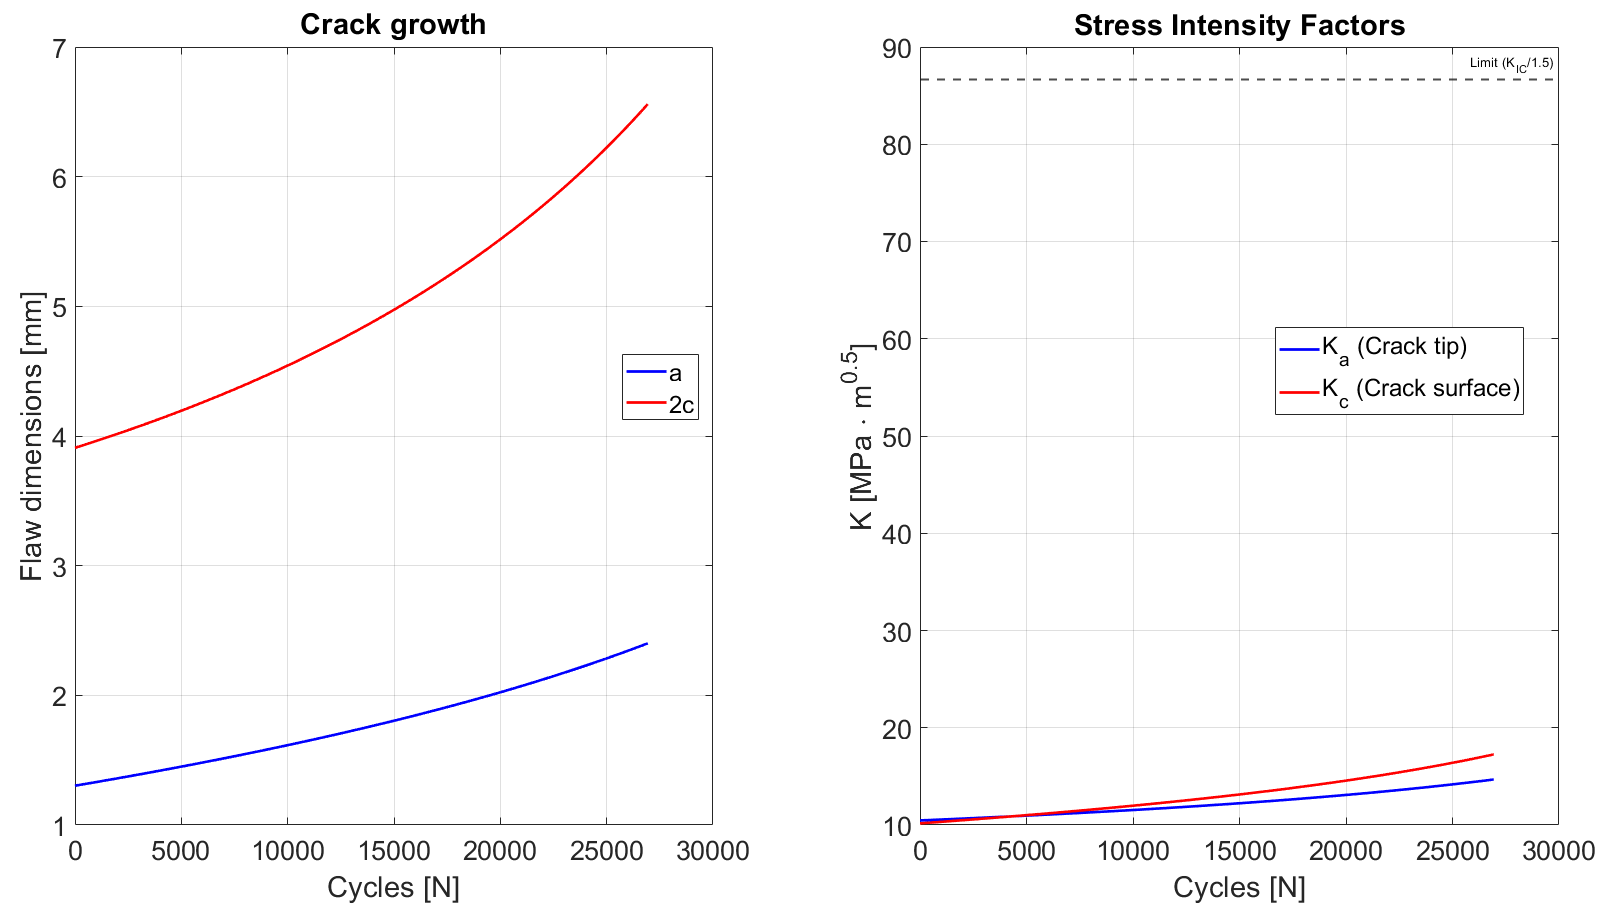 Crack growth
7
6
5
4
3
2
1
Flaw dimensions [mm]
a
2c
0 5000 10000 15000 20000 25000 30000
Cycles [N]
Stress Intensity Factors
90
80
70
60
50
40
30
20
10
K [MPa · m^0.5]
Limit (K_IC/1.5)
K_a (Crack tip)
K_c (Crack surface)
0 5000 10000 15000 20000 25000 30000
Cycles [N]